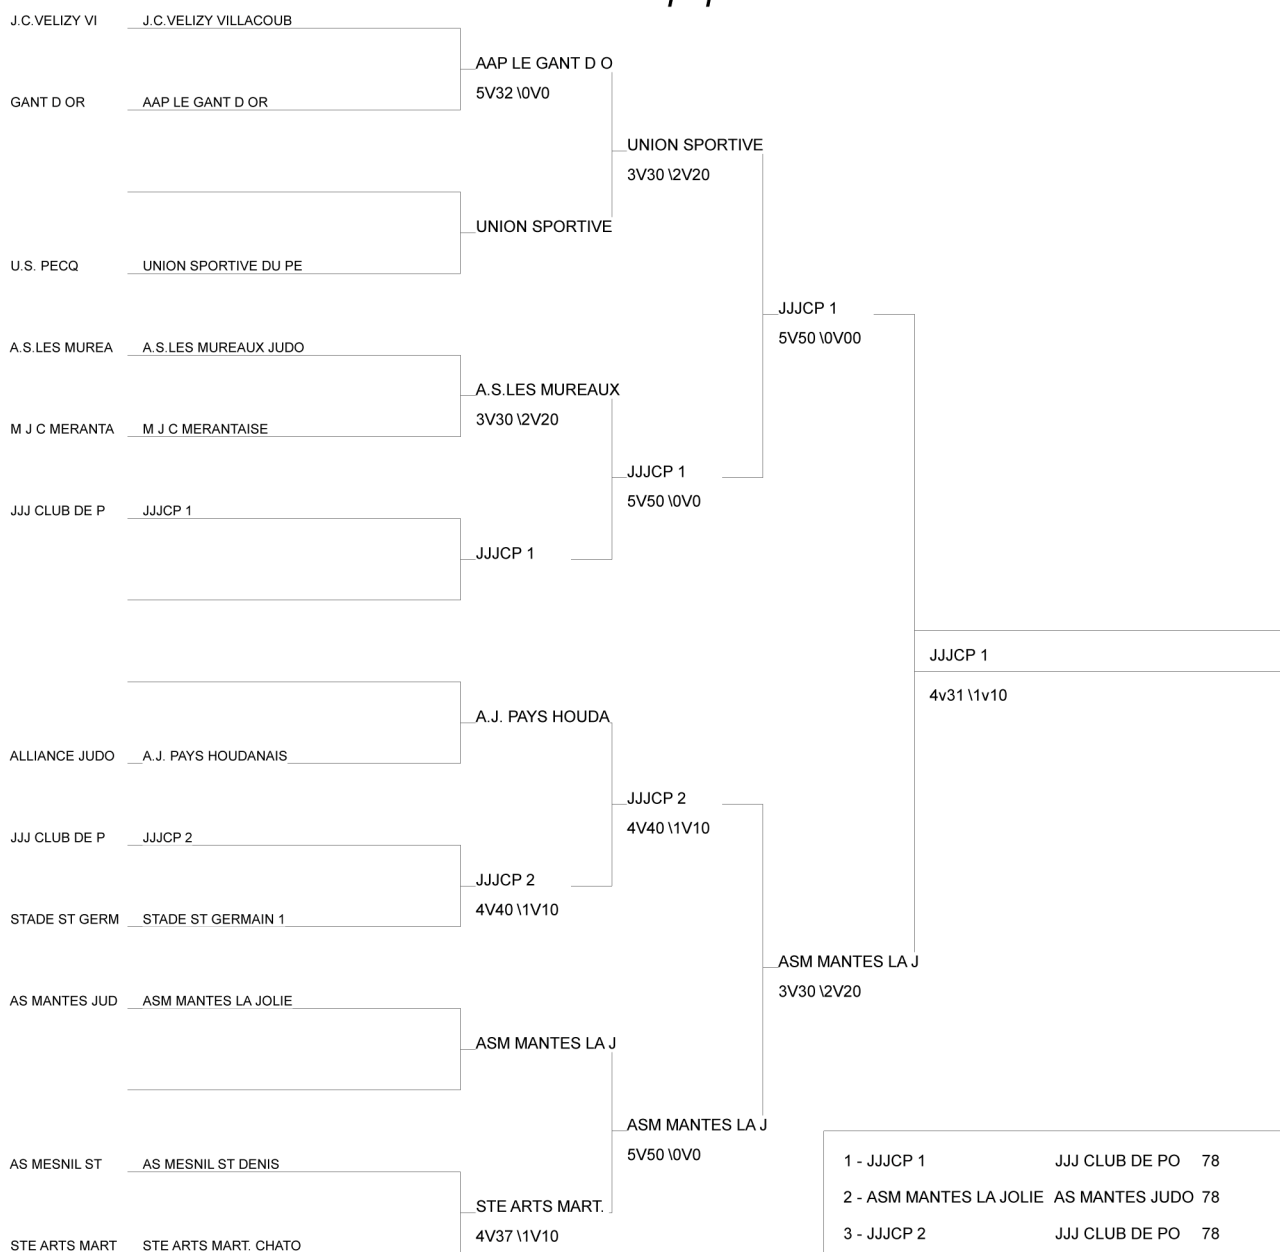 J.C.VELIZY VI J.C.VELIZY VILLACOUB
AAP LE GANT D O
5V32 \0V0
GANT D OR AAP LE GANT D OR
UNION SPORTIVE
3V30 \2V20
UNION SPORTIVE
U.S. PECQ UNION SPORTIVE DU PE
JJJCP 1
5V50 \0V00
A.S.LES MUREA A.S.LES MUREAUX JUDO
A.S.LES MUREAUX
3V30 \2V20
M J C MERANTA M J C MERANTAISE
JJJCP 1
5V50 \0V0
JJJ CLUB DE P JJJCP 1
JJJCP 1
JJJCP 1
4v31 \1v10
A.J. PAYS HOUDA
ALLIANCE JUDO A.J. PAYS HOUDANAIS
JJJCP 2
4V40 \1V10
JJJ CLUB DE P JJJCP 2
JJJCP 2
4V40 \1V10
STADE ST GERM STADE ST GERMAIN 1
ASM MANTES LA J
3V30 \2V20
AS MANTES JUD ASM MANTES LA JOLIE
ASM MANTES LA J
ASM MANTES LA J
5V50 \0V0
AS MESNIL ST AS MESNIL ST DENIS
STE ARTS MART.
4V37 \1V10
STE ARTS MART STE ARTS MART. CHATO
1 - JJJCP 1 JJJ CLUB DE PO 78
2 - ASM MANTES LA JOLIE AS MANTES JUDO 78
3 - JJJCP 2 JJJ CLUB DE PO 78